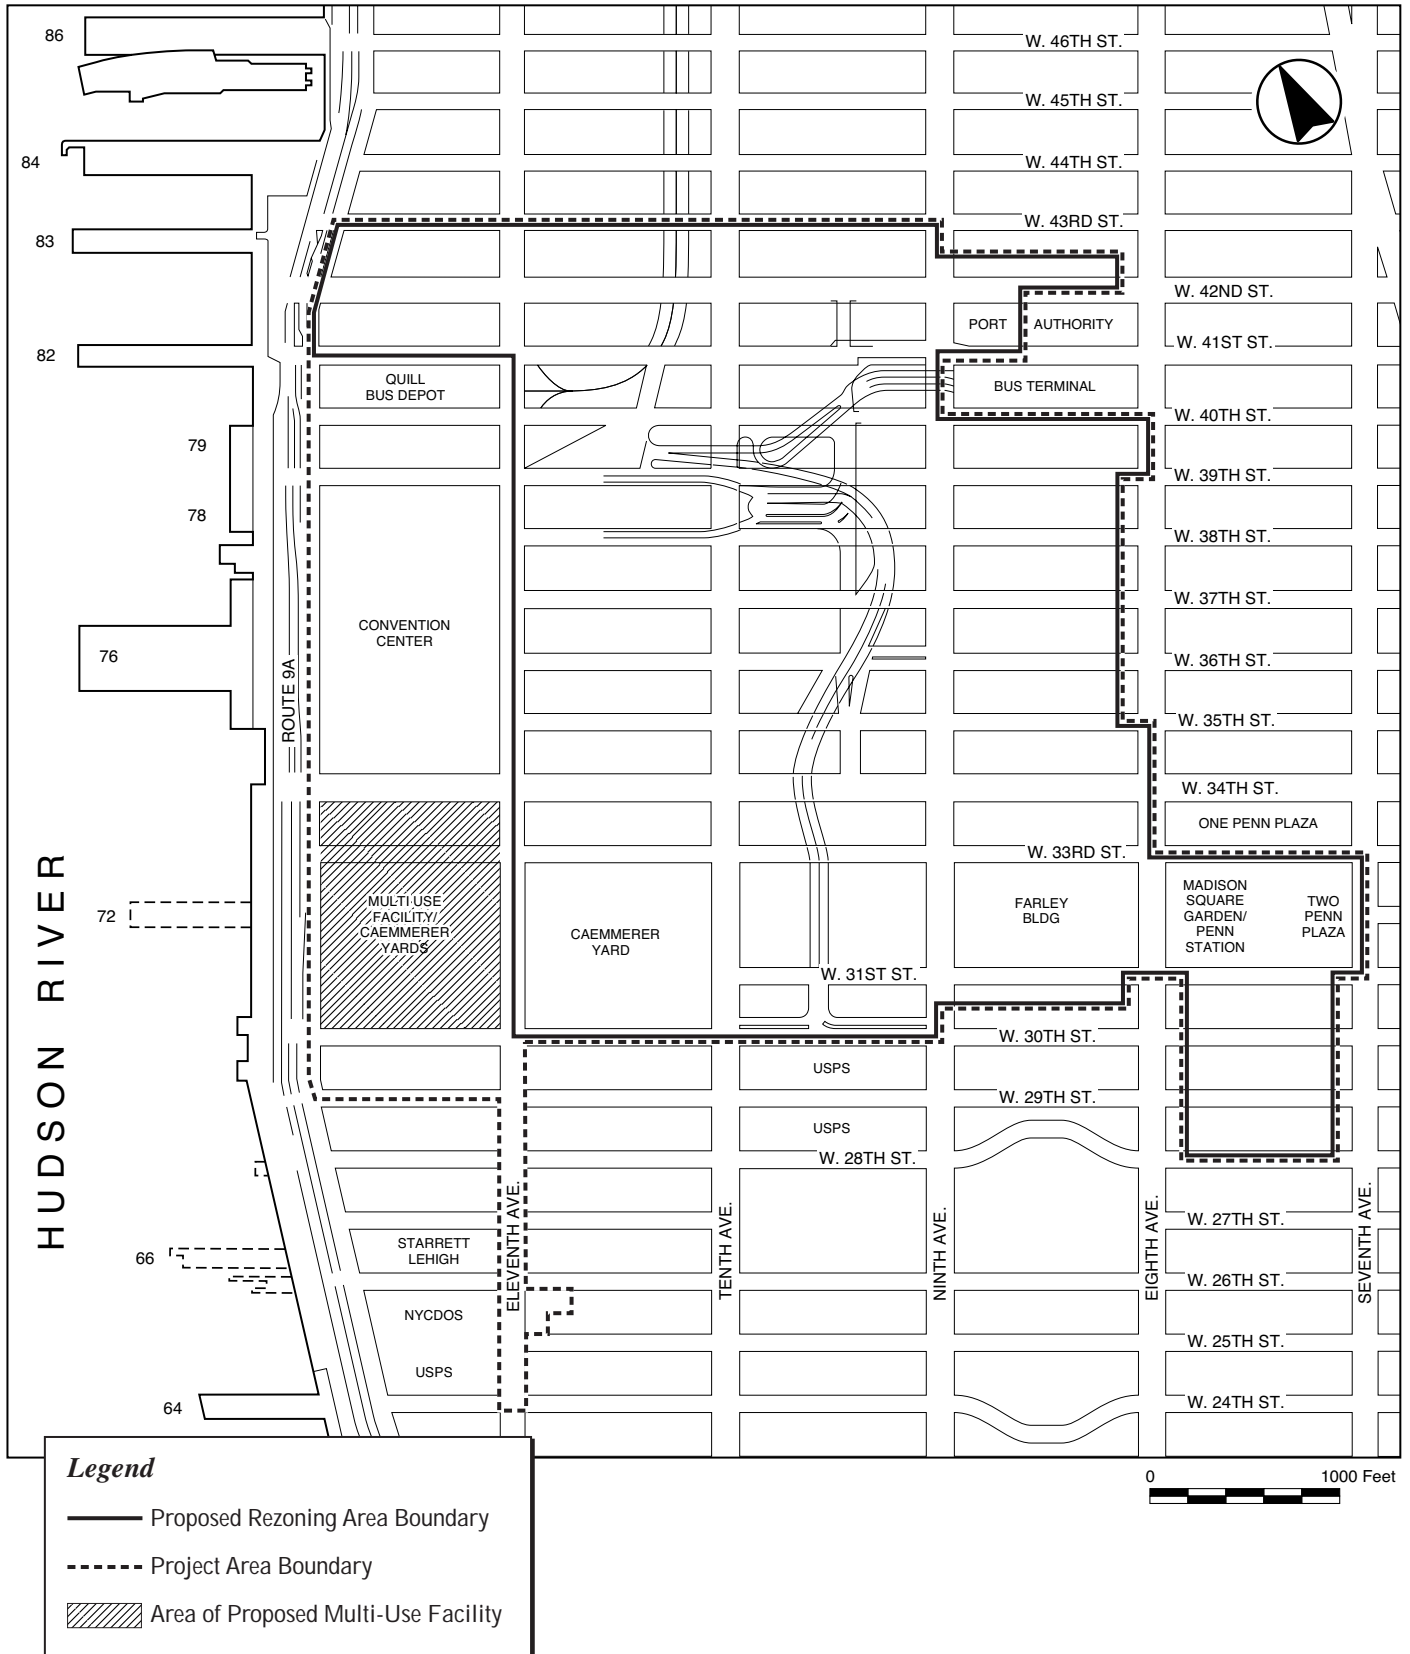 86
W. 46TH ST.
W. 45TH ST.
84
W. 44TH ST.
83
W. 43RD ST.
W. 42ND ST.
PORT AUTHORITY
82
W. 41ST ST.
QUILL
BUS DEPOT
BUS TERMINAL
W. 40TH ST.
79
W. 39TH ST.
78
W. 38TH ST.
W. 37TH ST.
CONVENTION
CENTER
76
W. 36TH ST.
ROUTE 9A
W. 35TH ST.
W. 34TH ST.
ONE PENN PLAZA
W. 33RD ST.
HUDSON RIVER
72
MULTI USE
FACILITY/
CAEMMERER
YARDS
CAEMMERER
YARD
FARLEY
BLDG
MADISON
SQUARE
GARDEN/
PENN
STATION
TWO
PENN
PLAZA
W. 31ST ST.
W. 30TH ST.
USPS
W. 29TH ST.
USPS
W. 28TH ST.
ELEVENTH AVE.
TENTH AVE.
NINTH AVE.
EIGHTH AVE.
SEVENTH AVE.
W. 27TH ST.
STARRETT
LEHIGH
66
W. 26TH ST.
NYCDOS
W. 25TH ST.
USPS
64
W. 24TH ST.
0 1000 Feet
Legend
Proposed Rezoning Area Boundary
Project Area Boundary
Area of Proposed Multi-Use Facility